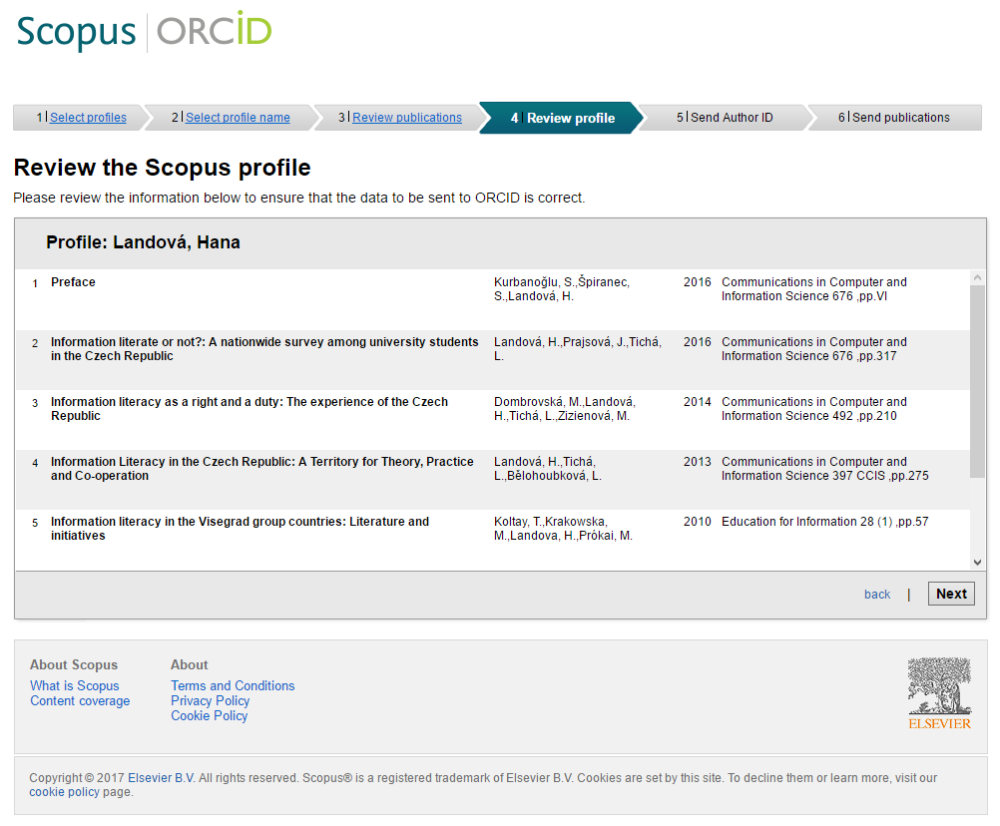 Scopus | ORCID
1 | Select profiles 2 | Select profile name 3 | Review publications 4 | Review profile 5 | Send Author ID 6 | Send publications
Review the Scopus profile
Please review the information below to ensure that the data to be sent to ORCID is correct.
Profile: Landová, Hana
1 Preface Kurbanoğlu, S.,Špiranec, 2016 Communications in Computer and
S.,Landová, H. Information Science 676 ,pp.VI
2 Information literate or not?: A nationwide survey among university students Landová, H.,Prajsová, J.,Tichá, 2016 Communications in Computer and
in the Czech Republic L. Information Science 676 ,pp.317
3 Information literacy as a right and a duty: The experience of the Czech Dombrovská, M.,Landová, 2014 Communications in Computer and
Republic H.,Tichá, L.,Zizienová, M. Information Science 492 ,pp.210
4 Information Literacy in the Czech Republic: A Territory for Theory, Practice Landová, H.,Tichá, 2013 Communications in Computer and
and Co-operation L.,Bělohoubková, L. Information Science 397 CCIS ,pp.275
5 Information literacy in the Visegrad group countries: Literature and Koltay, T.,Krakowska, 2010 Education for Information 28 (1) ,pp.57
initiatives M.,Landova, H.,Prókai, M.
back | Next
About Scopus About
What is Scopus Terms and Conditions
Content coverage Privacy Policy
Cookie Policy
ELSEVIER
Copyright © 2017 Elsevier B.V. All rights reserved. Scopus® is a registered trademark of Elsevier B.V. Cookies are set by this site. To decline them or learn more, visit our
cookie policy page.